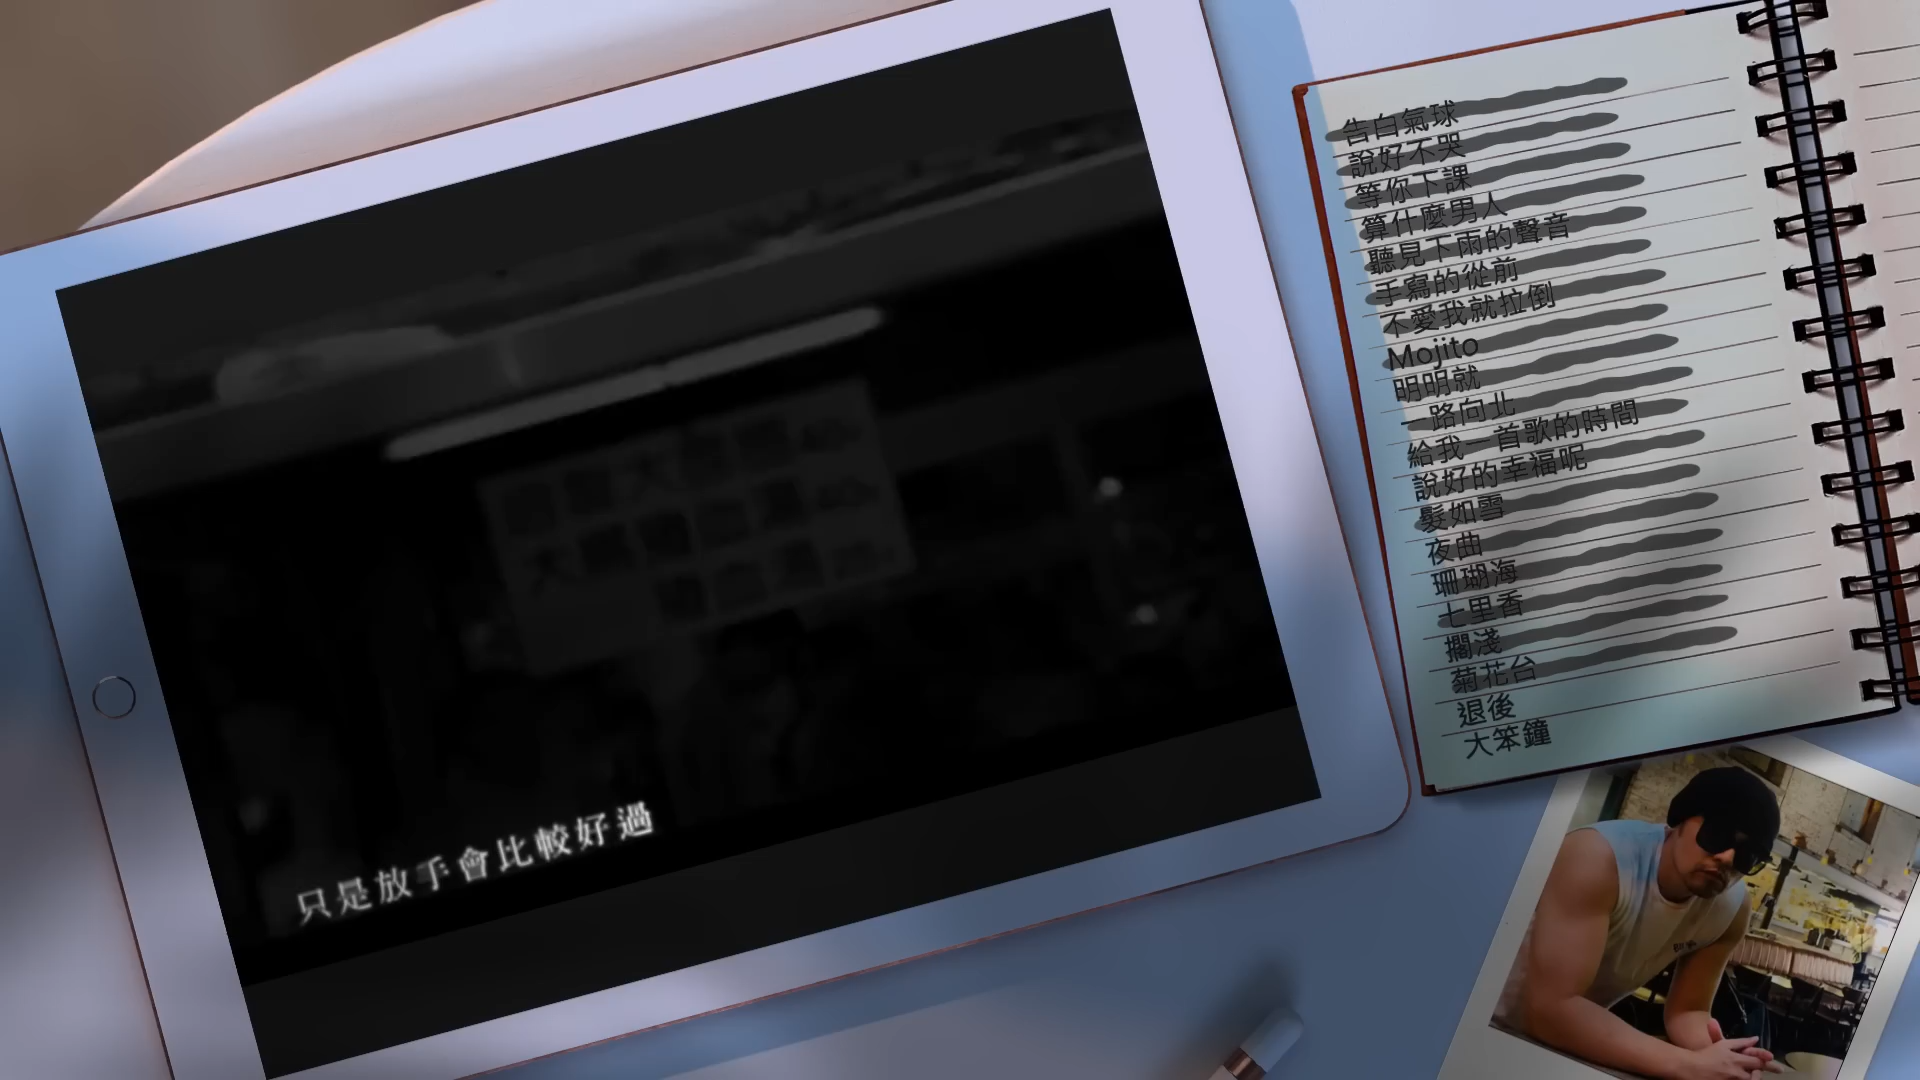 只是放手會比較好過
告白氣球
說好不哭
等你下課
算什麼男人
聽見下雨的聲音
手寫的從前
不愛我就拉倒
Mojito
明明就
一路向北
給我一首歌的時間
說好的幸福呢
髮如雪
夜曲
珊瑚海
七里香
擱淺
菊花台
退後
大笨鐘